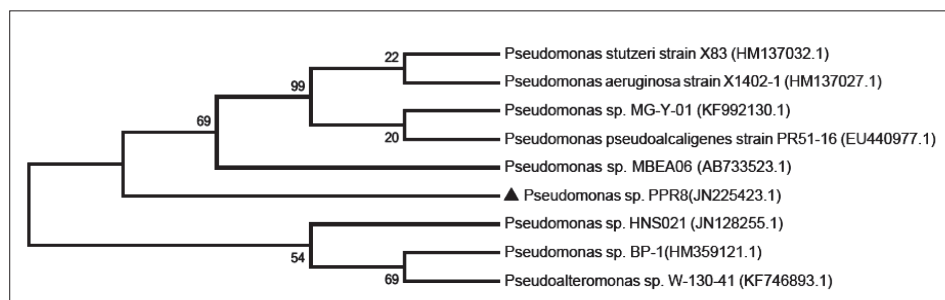 22
Pseudomonas stutzeri strain X83 (HM137032.1)
Pseudomonas aeruginosa strain X1402-1 (HM137027.1)
99
Pseudomonas sp. MG-Y-01 (KF992130.1)
69
20
Pseudomonas pseudoalcaligenes strain PR51-16 (EU440977.1)
Pseudomonas sp. MBEA06 (AB733523.1)
▲ Pseudomonas sp. PPR8(JN225423.1)
Pseudomonas sp. HNS021 (JN128255.1)
54
Pseudomonas sp. BP-1(HM359121.1)
69
Pseudoalteromonas sp. W-130-41 (KF746893.1)